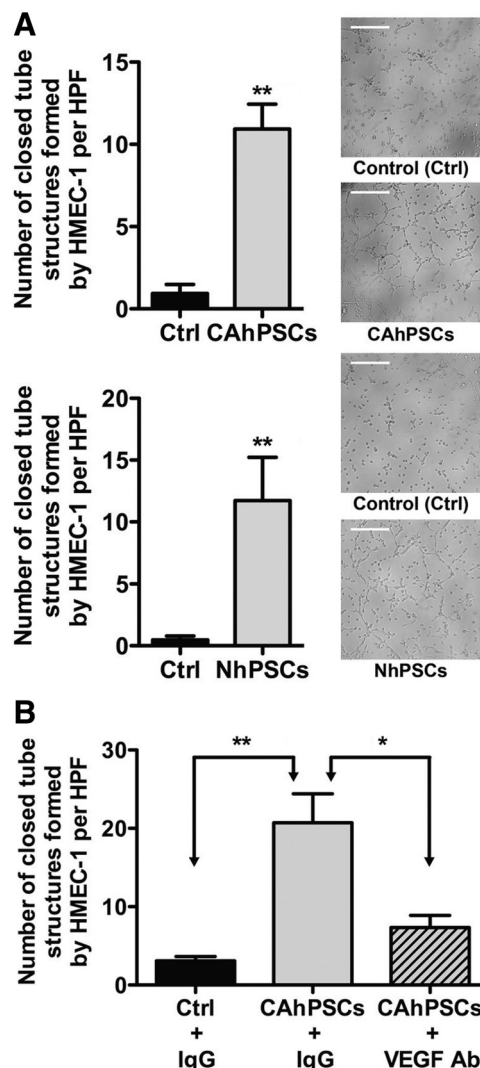 A
Number of closed tube
structures formed
by HMEC-1 per HPF
15
10
5
0
**
Ctrl CAhPSCs
Control (Ctrl)
CAhPSCs
Number of closed tube
structures formed
by HMEC-1 per HPF
20
15
10
5
0
**
Ctrl NhPSCs
Control (Ctrl)
NhPSCs
B
Number of closed tube
structures formed
by HMEC-1 per HPF
30
20
10
0
** *
Ctrl CAhPSCs CAhPSCs
+ + +
IgG IgG VEGF Ab